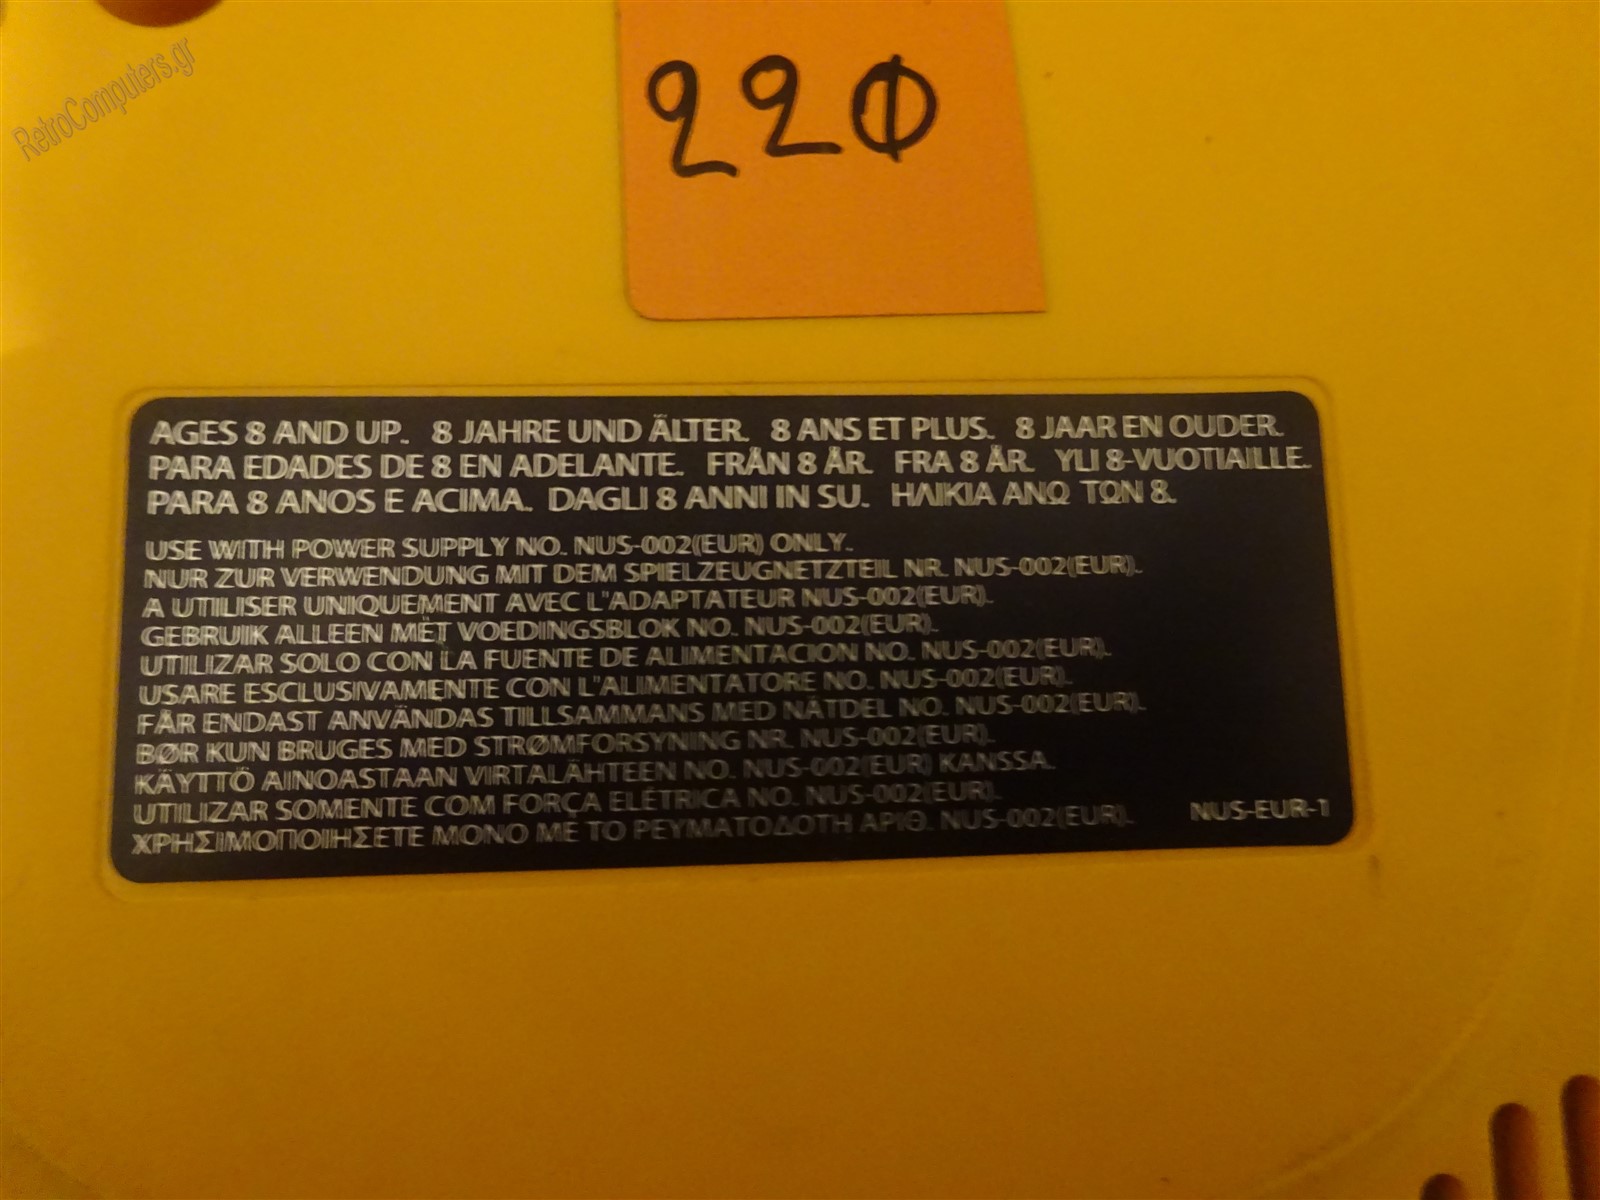 RetroComputers.gr
220
AGES 8 AND UP. 8 JAHRE UND ÄLTER. 8 ANS ET PLUS. 8 JAAR EN OUDER.
PARA EDADES DE 8 EN ADELANTE. FRÅN 8 ÅR. FRA 8 ÅR. YLI 8-VUOTIAILLE.
PARA 8 ANOS E ACIMA. DAGLI 8 ANNI IN SU. ΗΛΙΚΙΑ ΑΝΩ ΤΩΝ 8.
USE WITH POWER SUPPLY NO. NUS-002(EUR) ONLY.
NUR ZUR VERWENDUNG MIT DEM SPIELZEUGNETZTEIL NR. NUS-002(EUR).
A UTILISER UNIQUEMENT AVEC L'ADAPTATEUR NUS-002(EUR).
GEBRUIK ALLEEN MET VOEDINGSBLOK NO. NUS-002(EUR).
UTILIZAR SOLO CON LA FUENTE DE ALIMENTACION NO. NUS-002(EUR).
USARE ESCLUSIVAMENTE CON L'ALIMENTATORE NO. NUS-002(EUR).
FÅR ENDAST ANVÄNDAS TILLSAMMANS MED NÄTDEL NO. NUS-002(EUR).
BØR KUN BRUGES MED STRØMFORSYNING NR. NUS-002(EUR).
KÄYTTÖ AINOASTAAN VIRTALÄHTEEN NO. NUS-002(EUR) KANSSA.
UTILIZAR SOMENTE COM FORÇA ELÉTRICA NO. NUS-002(EUR).
ΧΡΗΣΙΜΟΠΟΙΗΣΕΤΕ ΜΟΝΟ ΜΕ ΤΟ ΡΕΥΜΑΤΟΔΟΤΗ ΑΡΙΘ. NUS-002(EUR). NUS-EUR-1